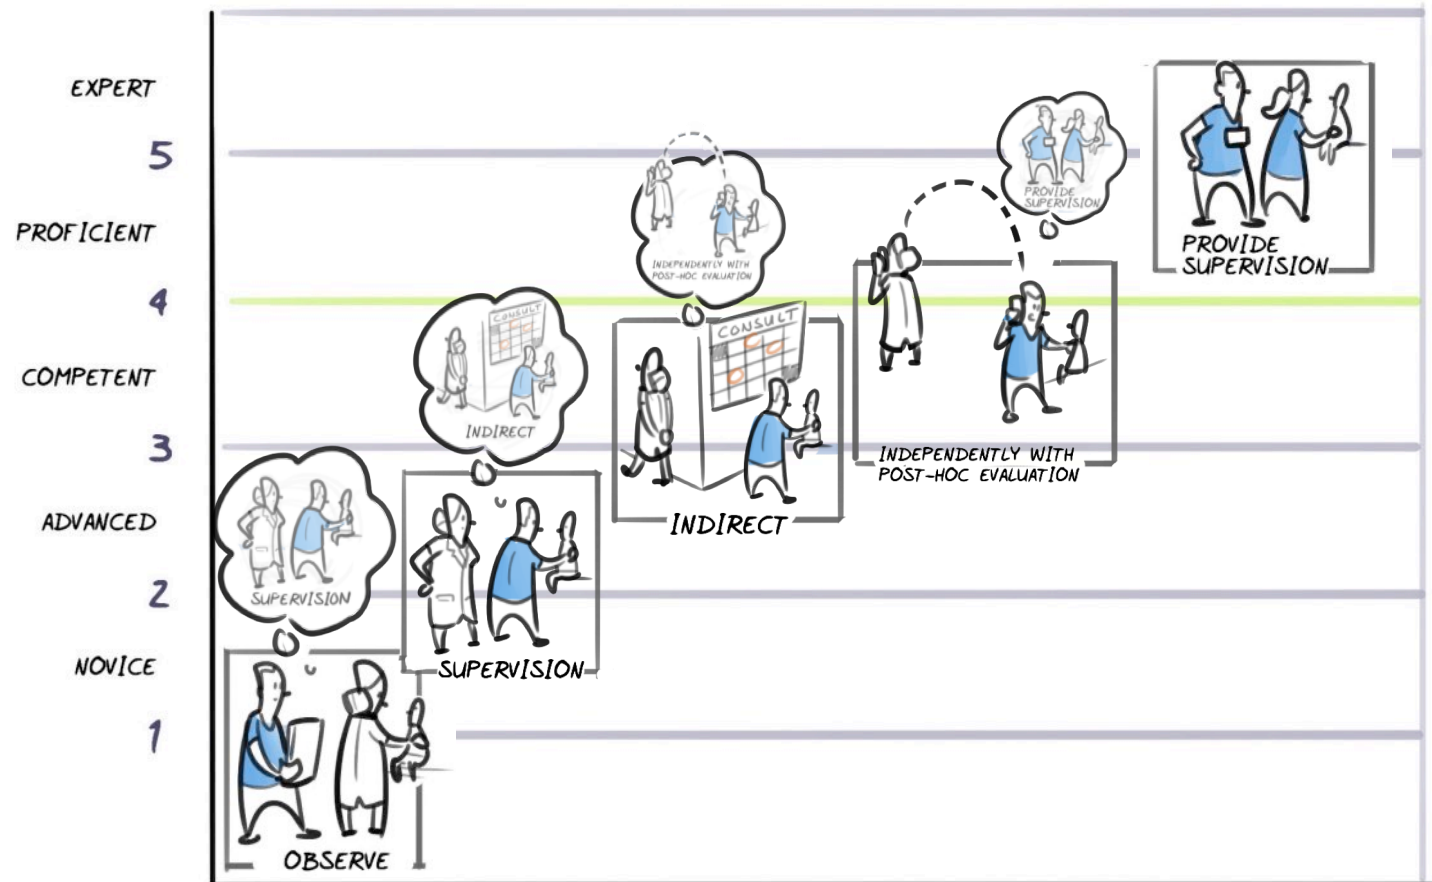 EXPERT
5
PROFICIENT
4
COMPETENT
3
ADVANCED
2
NOVICE
1
SUPERVISION
OBSERVE
CONSULT
INDIRECT
SUPERVISION
INDEPENDENTLY WITH
POST-HOC EVALUATION
CONSULT
INDIRECT
PROVIDE
SUPERVISION
INDEPENDENTLY WITH
POST-HOC EVALUATION
PROVIDE
SUPERVISION